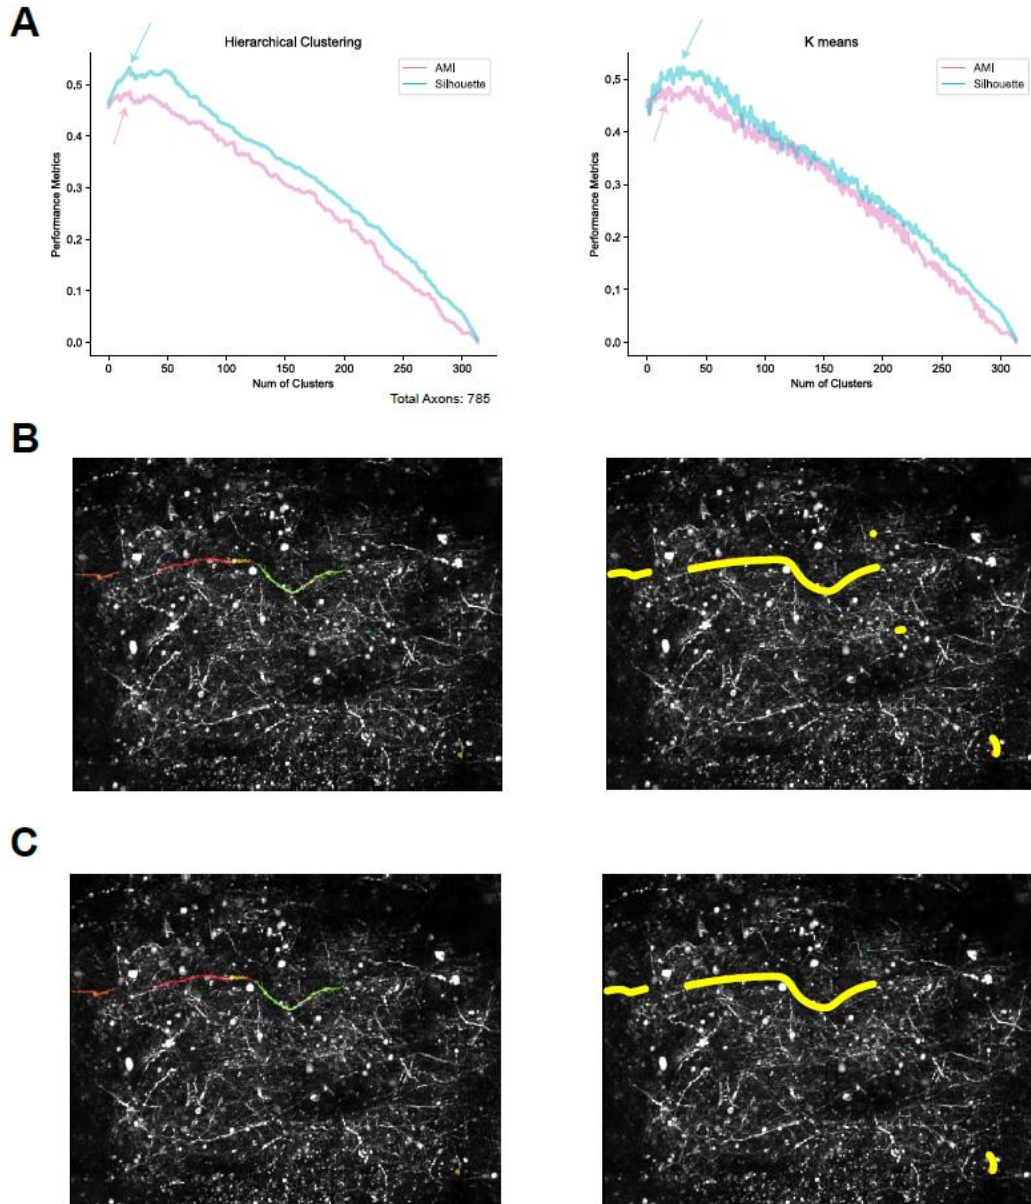 A
Hierarchical Clustering
AMI
Silhouette
0.5
0.4
0.3
0.2
0.1
0.0
Performance Metrics
0 50 100 150 200 250 300
Num of Clusters
Total Axons: 785
K means
AMI
Silhouette
0.5
0.4
0.3
0.2
0.1
0.0
Performance Metrics
0 50 100 150 200 250 300
Num of Clusters
B
C